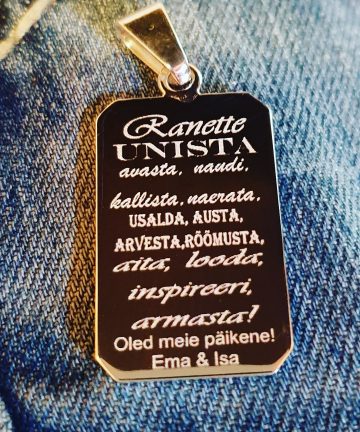 Ranette
UNISTA
avasta, naudi,
kallista, naerata,
USALDA, AUSTA,
ARVESTA,RÕÕMUSTA,
aita, looda,
inspireeri,
armasta!
Oled meie päikene!
Ema & Isa